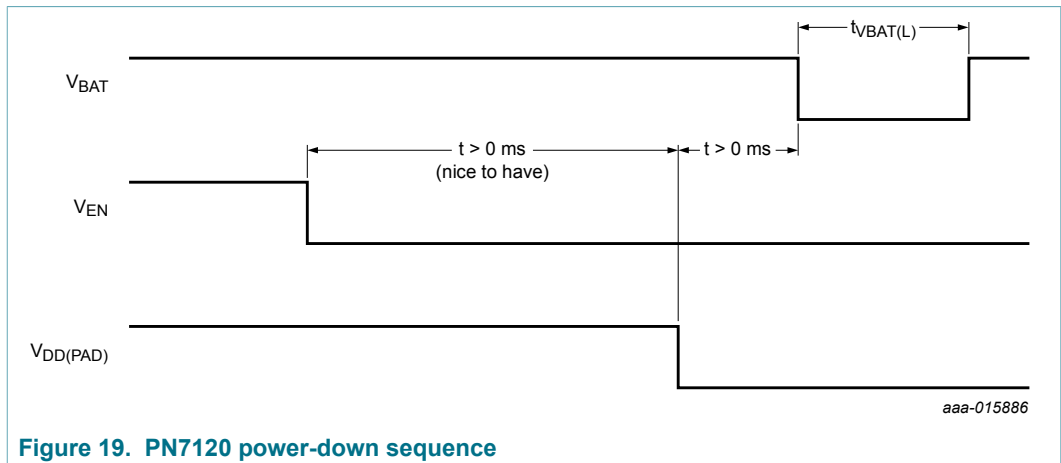 tVBAT(L)
VBAT
t > 0 ms
(nice to have)
t > 0 ms
VEN
VDD(PAD)
aaa-015886
Figure 19. PN7120 power-down sequence